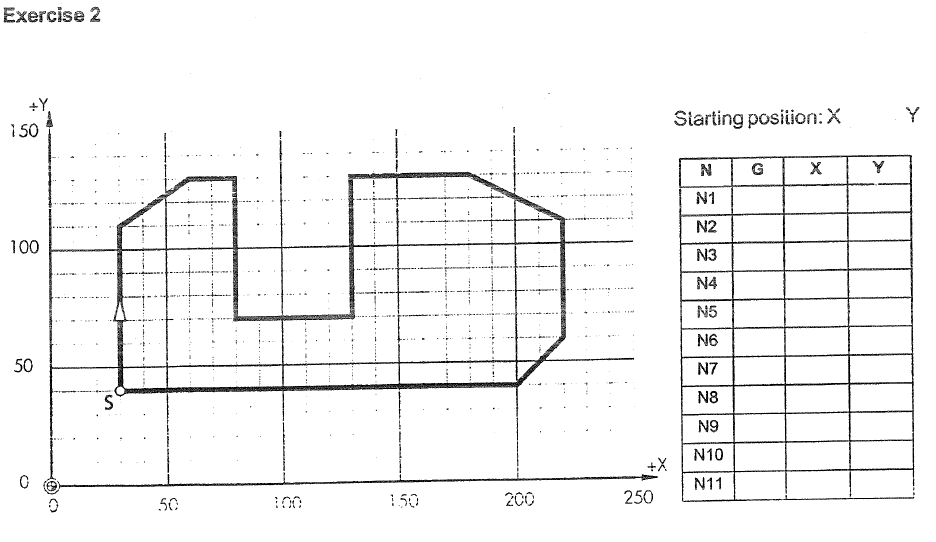 Exercise 2
+Y
150
100
50
0
S
0 50 100 150 200 250
+X
Starting position: X Y
N G X Y
N1
N2
N3
N4
N5
N6
N7
N8
N9
N10
N11